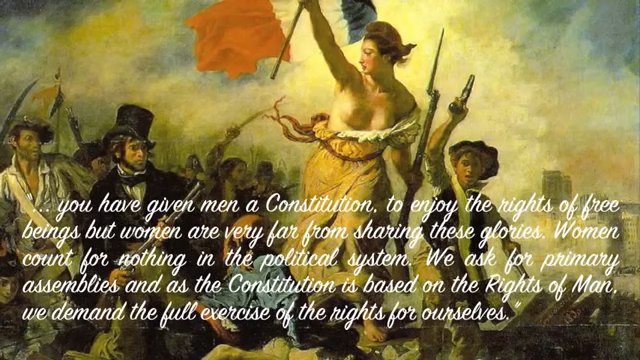 "... you have given men a Constitution, to enjoy the rights of free
beings but women are very far from sharing these glories. Women
count for nothing in the political system. We ask for primary
assemblies and as the Constitution is based on the Rights of Man,
we demand the full exercise of the rights for ourselves."